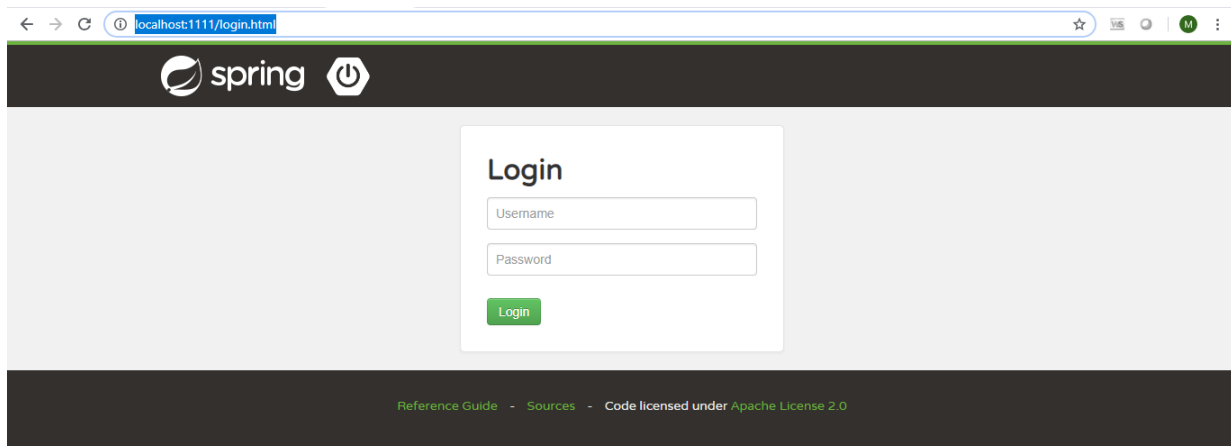 localhost:1111/login.html
M
spring
Login
Username
Password
Login
Reference Guide - Sources - Code licensed under Apache License 2.0